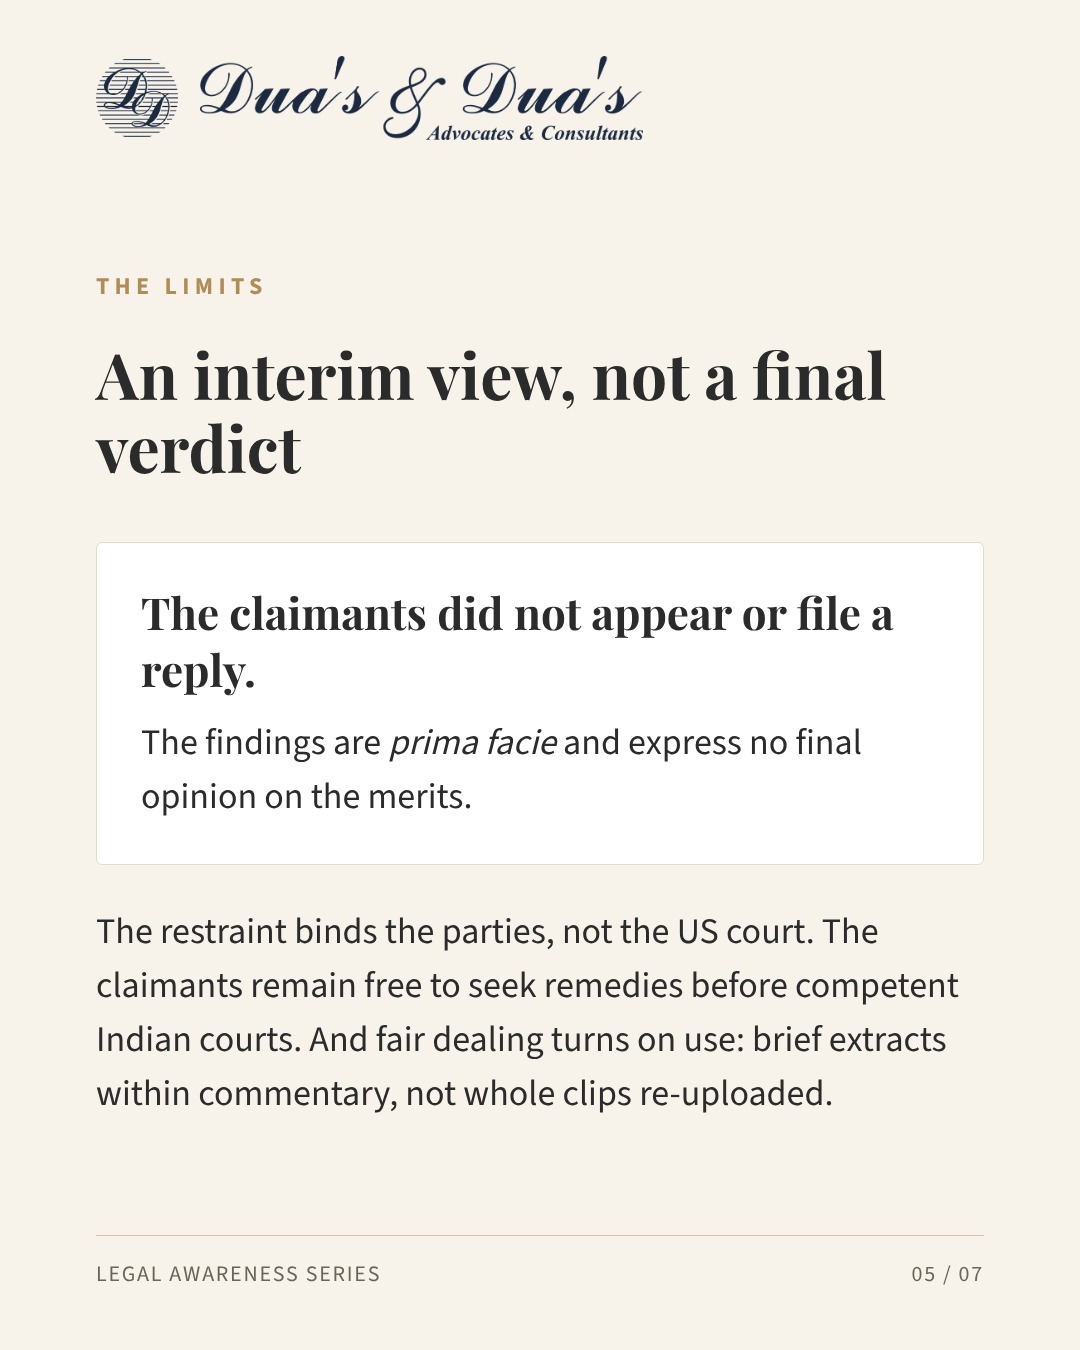 Dua's & Dua's
Advocates & Consultants
THE LIMITS
An interim view, not a final
verdict
The claimants did not appear or file a
reply.
The findings are prima facie and express no final
opinion on the merits.
The restraint binds the parties, not the US court. The
claimants remain free to seek remedies before competent
Indian courts. And fair dealing turns on use: brief extracts
within commentary, not whole clips re-uploaded.
LEGAL AWARENESS SERIES
05 / 07